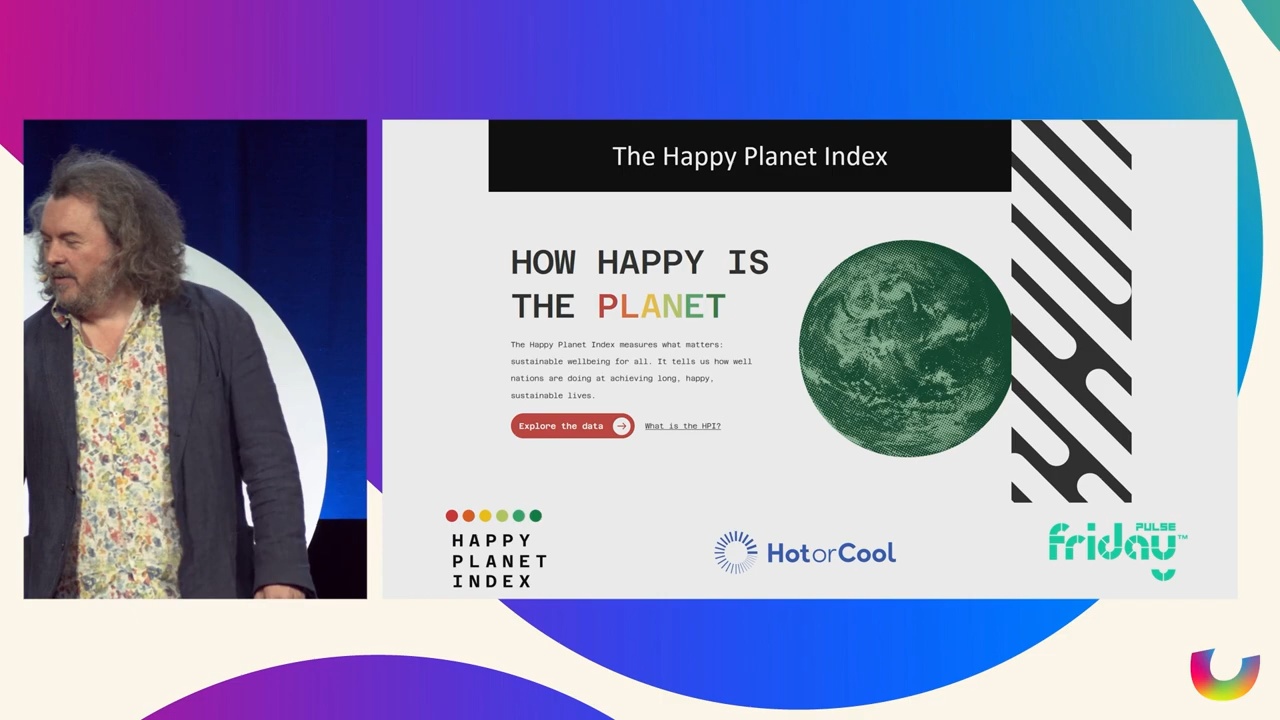 The Happy Planet Index
HOW HAPPY IS
THE PLANET
The Happy Planet Index measures what matters:
sustainable wellbeing for all. It tells us how well
nations are doing at achieving long, happy,
sustainable lives.
Explore the data
What is the HPI?
HAPPY
PLANET
INDEX
HotorCool
PULSE
friday™